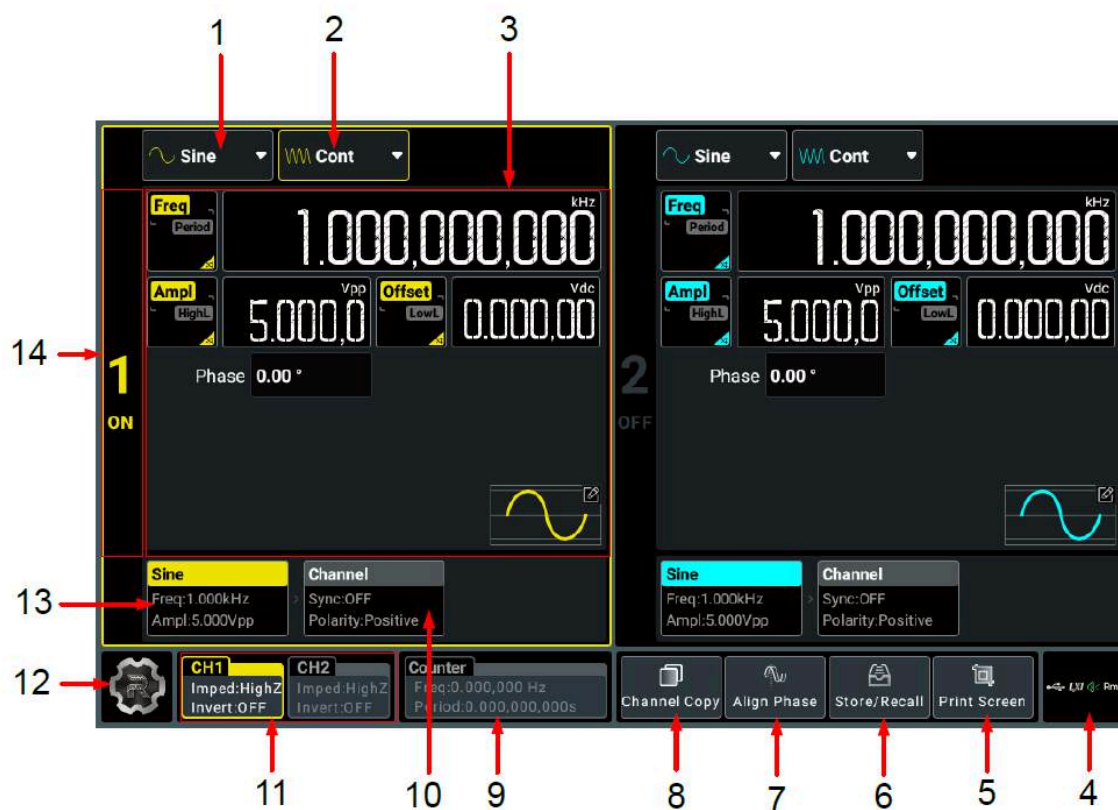 1
2
3
Sine
Cont
Sine
Cont
Freq
Period
1.000,000,000
kHz
Freq
Period
1.000,000,000
kHz
Ampl
HighL
5.000,0
Vpp
Offset
LowL
0.000,00
Vdc
Ampl
HighL
5.000,0
Vpp
Offset
LowL
0.000,00
Vdc
14
1
ON
Phase 0.00 °
2
OFF
Phase 0.00 °
Sine
Freq:1.000kHz
Ampl:5.000Vpp
Channel
Sync:OFF
Polarity:Positive
Sine
Freq:1.000kHz
Ampl:5.000Vpp
Channel
Sync:OFF
Polarity:Positive
13
12
CH1
Imped:HighZ
Invert:OFF
CH2
Imped:HighZ
Invert:OFF
Counter
Freq:0.000,000 Hz
Period:0.000,000,000s
Channel Copy
Align Phase
Store/Recall
Print Screen
LXI
Rm
11
10
9
8
7
6
5
4